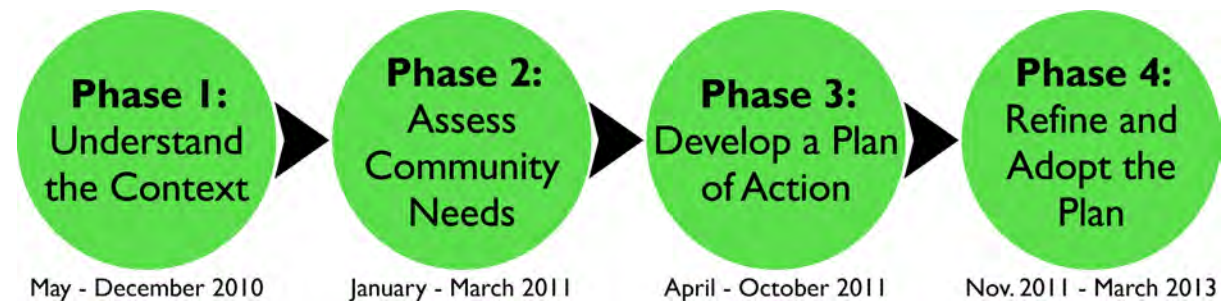 Phase 1:
Understand
the Context
May - December 2010
Phase 2:
Assess
Community
Needs
January - March 2011
Phase 3:
Develop a Plan
of Action
April - October 2011
Phase 4:
Refine and
Adopt the
Plan
Nov. 2011 - March 2013